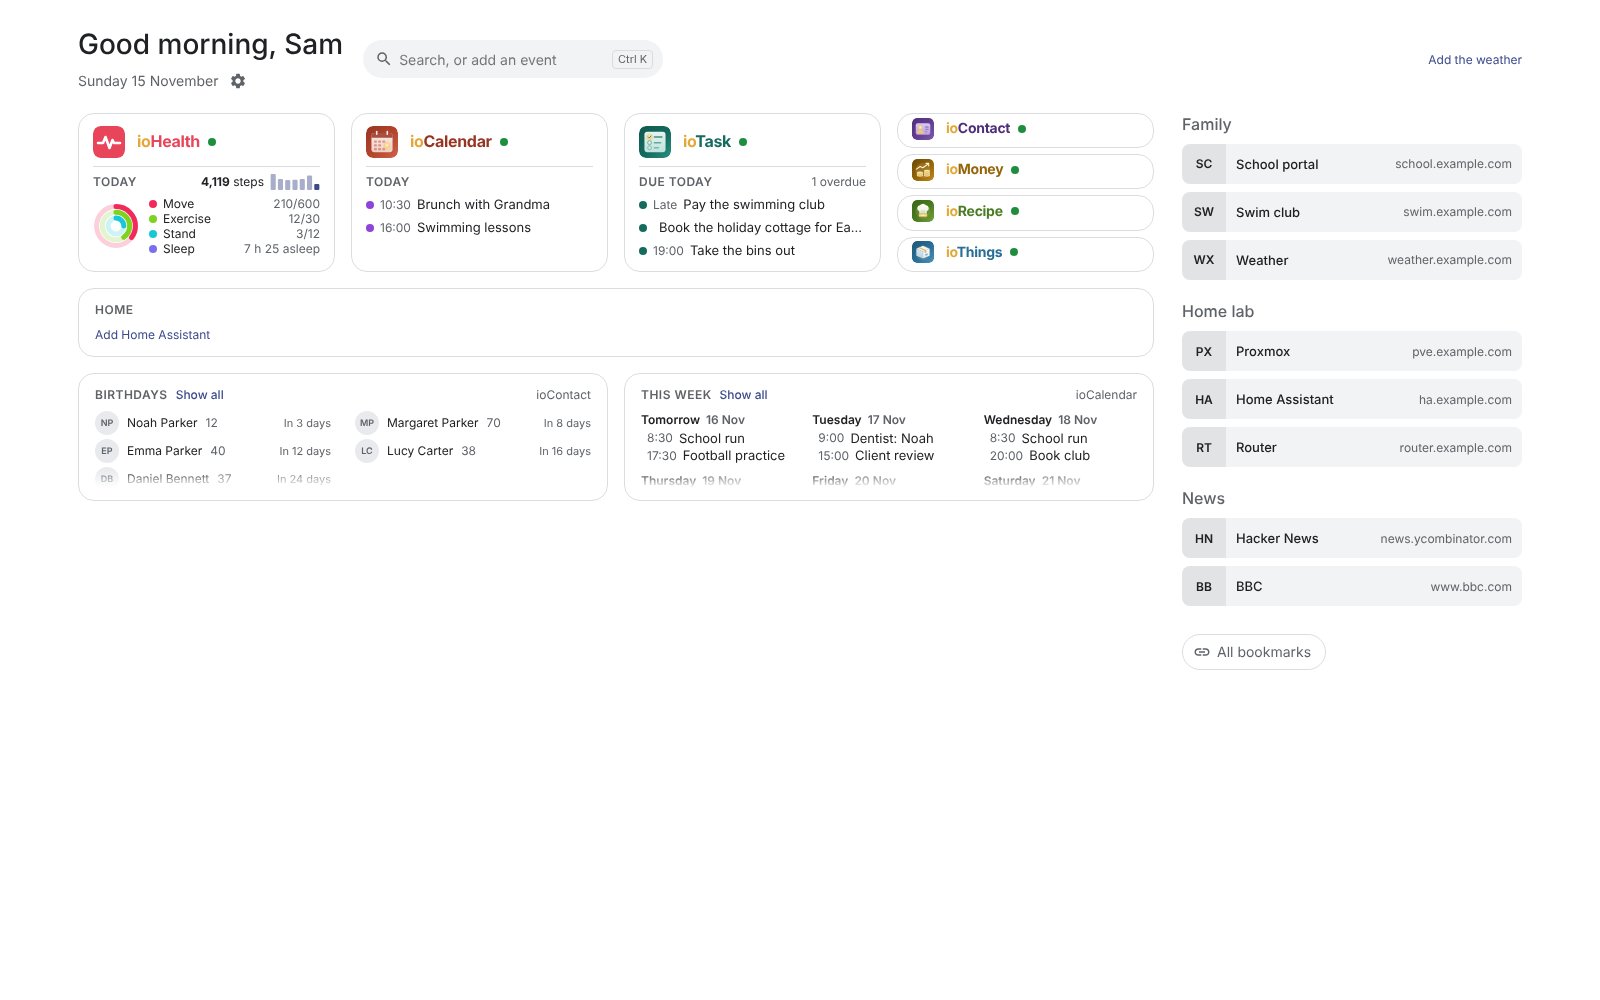 Good morning, Sam
Sunday 15 November
Search, or add an event
Ctrl K
Add the weather
ioHealth
TODAY
4,119 steps
Move 210/600
Exercise 12/30
Stand 3/12
Sleep 7 h 25 asleep
ioCalendar
TODAY
10:30 Brunch with Grandma
16:00 Swimming lessons
ioTask
DUE TODAY 1 overdue
Late Pay the swimming club
Book the holiday cottage for Ea...
19:00 Take the bins out
ioContact
ioMoney
ioRecipe
ioThings
HOME
Add Home Assistant
BIRTHDAYS Show all ioContact
NP Noah Parker 12 In 3 days
MP Margaret Parker 70 In 8 days
EP Emma Parker 40 In 12 days
LC Lucy Carter 38 In 16 days
DB Daniel Bennett 37 In 24 days
THIS WEEK Show all ioCalendar
Tomorrow 16 Nov
8:30 School run
17:30 Football practice
Tuesday 17 Nov
9:00 Dentist: Noah
15:00 Client review
Wednesday 18 Nov
8:30 School run
20:00 Book club
Thursday 19 Nov
Friday 20 Nov
Saturday 21 Nov
Family
SC School portal school.example.com
SW Swim club swim.example.com
WX Weather weather.example.com
Home lab
PX Proxmox pve.example.com
HA Home Assistant ha.example.com
RT Router router.example.com
News
HN Hacker News news.ycombinator.com
BB BBC www.bbc.com
All bookmarks